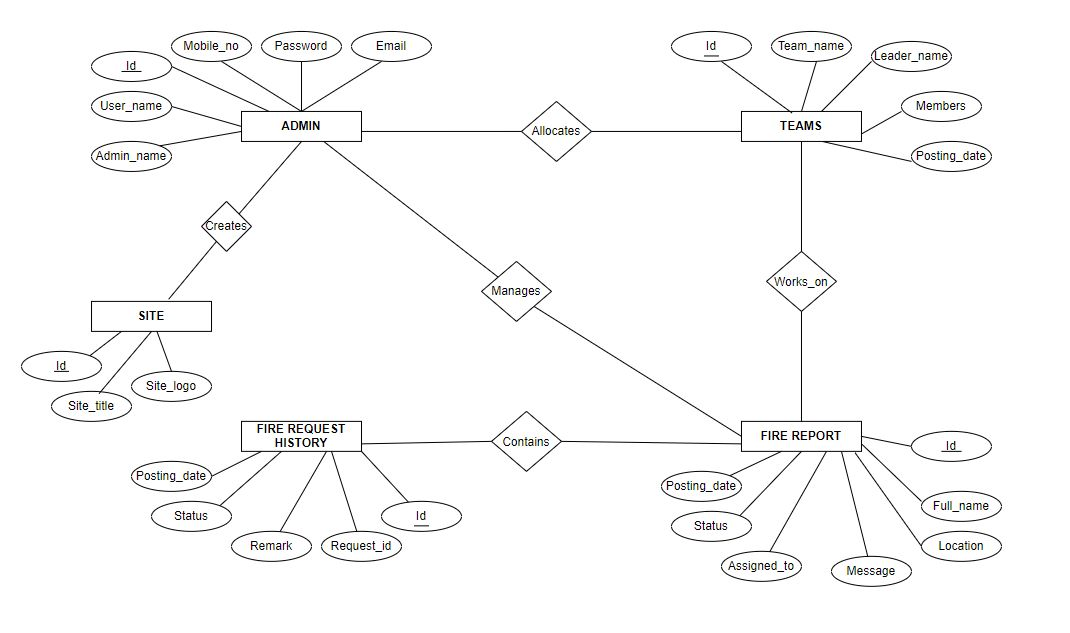 Mobile_no
Password
Email
Id
Team_name
Leader_name
Id
User_name
Members
ADMIN
Allocates
TEAMS
Admin_name
Posting_date
Creates
Manages
Works_on
SITE
Id
Site_logo
Site_title
FIRE REQUEST
HISTORY
Contains
FIRE REPORT
Id
Posting_date
Posting_date
Full_name
Status
Id
Status
Remark
Request_id
Location
Assigned_to
Message